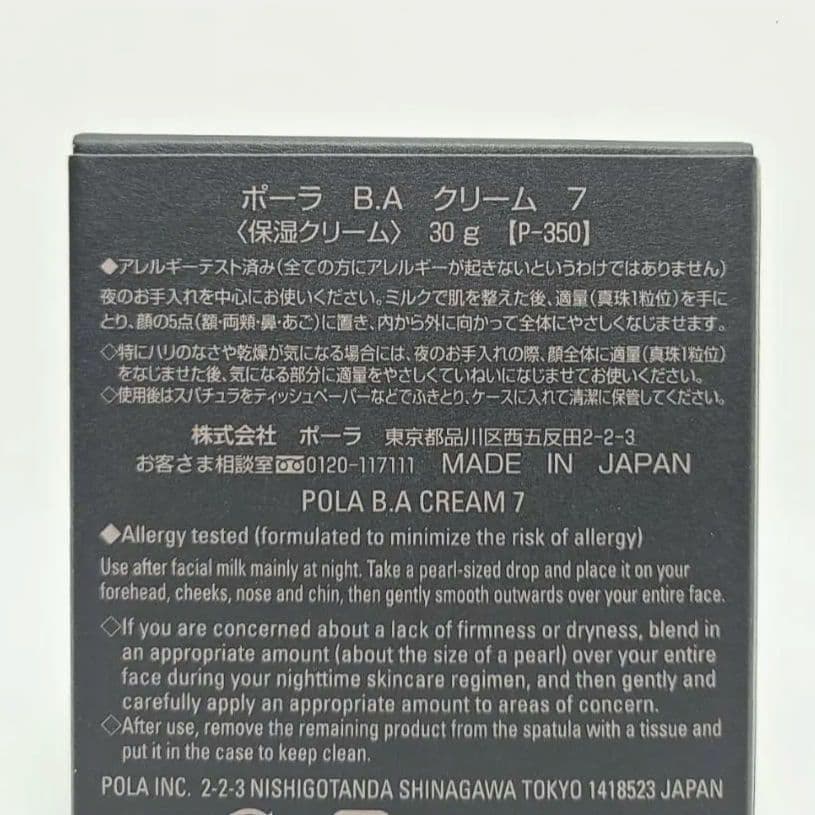 ポーラ B.A クリーム 7
〈保湿クリーム〉 30 g 【P-350】
◆アレルギーテスト済み(全ての方にアレルギーが起きないというわけではありません)
夜のお手入れを中心にお使いください。ミルクで肌を整えた後、適量(真珠1粒位)を手に
とり、顔の5点(額・両頬・鼻・あご)に置き、内から外に向かって全体にやさしくなじませます。
◇特にハリのなさや乾燥が気になる場合には、夜のお手入れの際、顔全体に適量(真珠1粒位)
をなじませた後、気になる部分に適量をやさしくていねいになじませてお使いください。
◇使用後はスパチュラをティッシュペーパーなどでふきとり、ケースに入れて清潔に保管してください。
株式会社 ポーラ 東京都品川区西五反田2-2-3
お客さま相談室 0120-117111 MADE IN JAPAN
POLA B.A CREAM 7
◆Allergy tested (formulated to minimize the risk of allergy)
Use after facial milk mainly at night. Take a pearl-sized drop and place it on your
forehead, cheeks, nose and chin, then gently smooth outwards over your entire face.
◇If you are concerned about a lack of firmness or dryness, blend in
an appropriate amount (about the size of a pearl) over your entire
face during your nighttime skincare regimen, and then gently and
carefully apply an appropriate amount to areas of concern.
◇After use, remove the remaining product from the spatula with a tissue and
put it in the case to keep clean.
POLA INC. 2-2-3 NISHIGOTANDA SHINAGAWA TOKYO 1418523 JAPAN